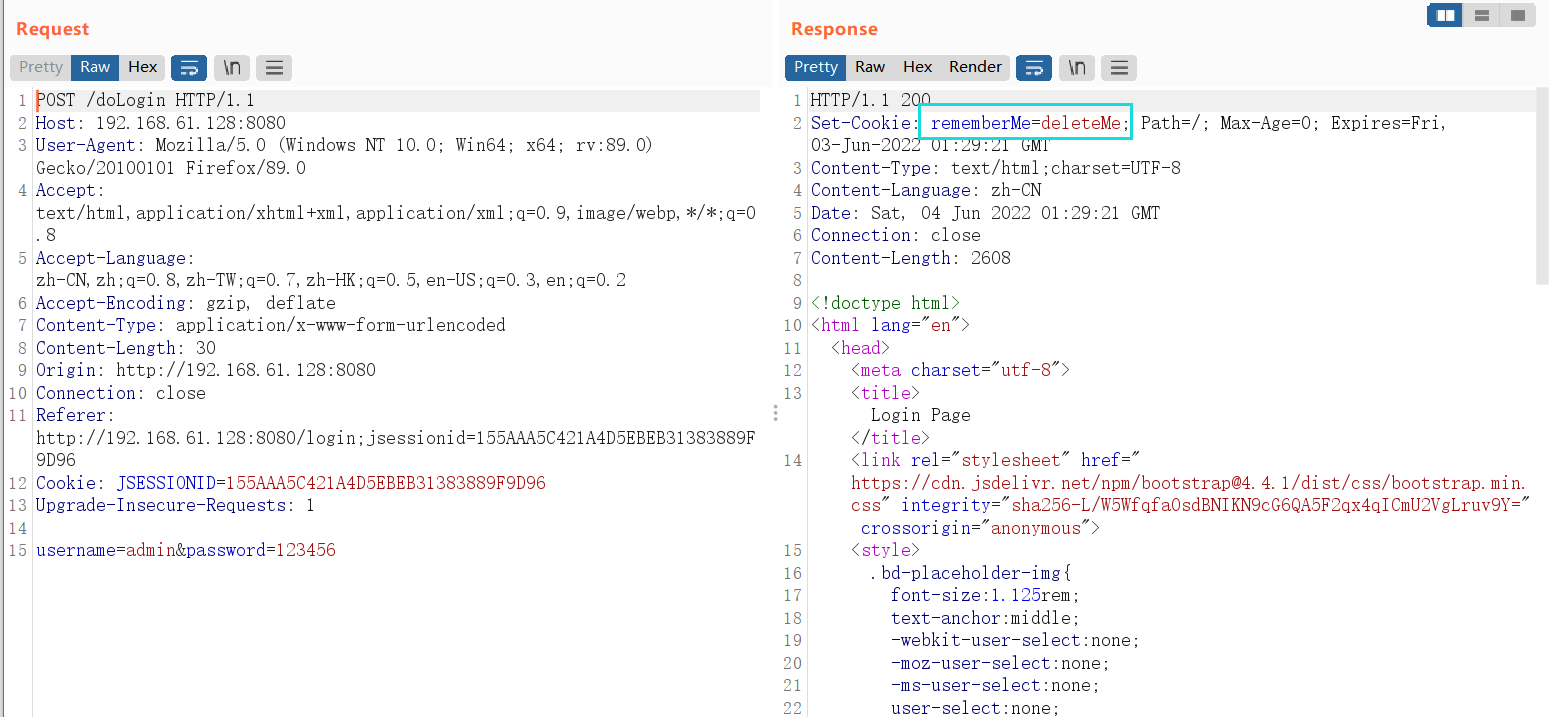 Request
Pretty Raw Hex \n
1 POST /doLogin HTTP/1.1
2 Host: 192.168.61.128:8080
3 User-Agent: Mozilla/5.0 (Windows NT 10.0; Win64; x64; rv:89.0)
Gecko/20100101 Firefox/89.0
4 Accept:
text/html,application/xhtml+xml,application/xml;q=0.9,image/webp,*/*;q=0
.8
5 Accept-Language:
zh-CN,zh;q=0.8,zh-TW;q=0.7,zh-HK;q=0.5,en-US;q=0.3,en;q=0.2
6 Accept-Encoding: gzip, deflate
7 Content-Type: application/x-www-form-urlencoded
8 Content-Length: 30
9 Origin: http://192.168.61.128:8080
10 Connection: close
11 Referer:
http://192.168.61.128:8080/login;jsessionid=155AAA5C421A4D5EBEB31383889F
9D96
12 Cookie: JSESSIONID=155AAA5C421A4D5EBEB31383889F9D96
13 Upgrade-Insecure-Requests: 1
14
15 username=admin&password=123456
Response
Pretty Raw Hex Render \n
1 HTTP/1.1 200
2 Set-Cookie: rememberMe=deleteMe; Path=/; Max-Age=0; Expires=Fri,
03-Jun-2022 01:29:21 GMT
3 Content-Type: text/html;charset=UTF-8
4 Content-Language: zh-CN
5 Date: Sat, 04 Jun 2022 01:29:21 GMT
6 Connection: close
7 Content-Length: 2608
8
9 <!doctype html>
10 <html lang="en">
11 <head>
12 <meta charset="utf-8">
13 <title>
Login Page
</title>
14 <link rel="stylesheet" href="
https://cdn.jsdelivr.net/npm/bootstrap@4.4.1/dist/css/bootstrap.min.
css" integrity="sha256-L/W5Wfqfa0sdBNIKN9cG6QA5F2qx4qICmU2VgLruv9Y="
crossorigin="anonymous">
15 <style>
16 .bd-placeholder-img{
17 font-size:1.125rem;
18 text-anchor:middle;
19 -webkit-user-select:none;
20 -moz-user-select:none;
21 -ms-user-select:none;
22 user-select:none;